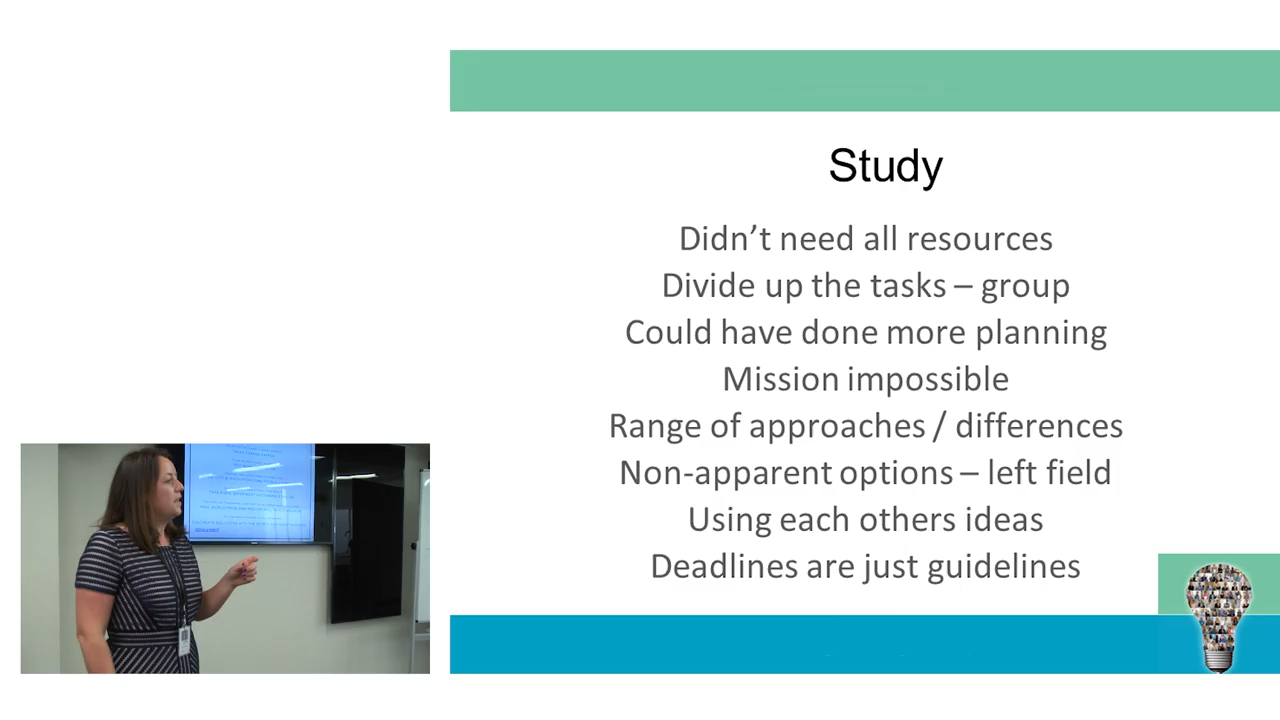 Study
Didn’t need all resources
Divide up the tasks – group
Could have done more planning
Mission impossible
Range of approaches / differences
Non-apparent options – left field
Using each others ideas
Deadlines are just guidelines